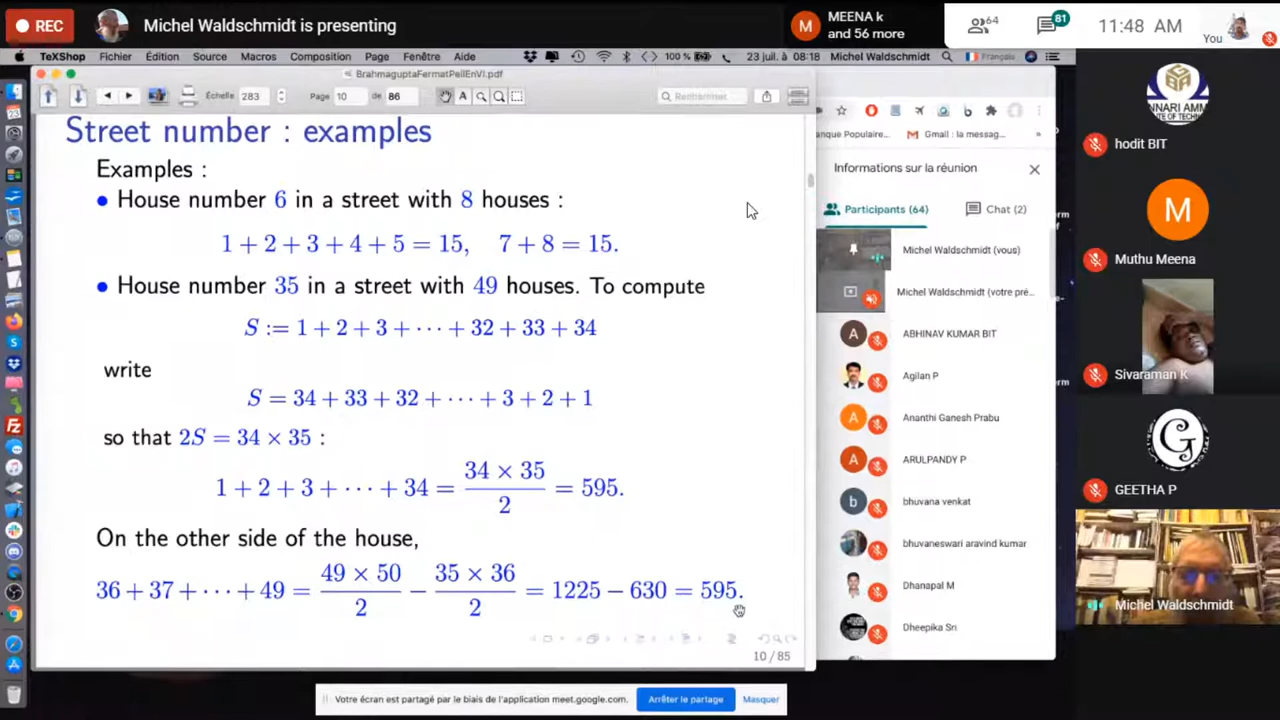 REC
Michel Waldschmidt is presenting
M
MEENA k
and 56 more
64
81
11:48 AM
You
TeXShop Fichier Édition Source Macros Composition Page Fenêtre Aide
100 %
23 juil. à 08:18 Michel Waldschmidt
Français
BrahmaguptaFermatPellEnVI.pdf
Échelle 283
Page 10 de 86
A
Rechercher
Street number : examples
Examples :
• House number 6 in a street with 8 houses :
1 + 2 + 3 + 4 + 5 = 15, 7 + 8 = 15.
• House number 35 in a street with 49 houses. To compute
S := 1 + 2 + 3 + ··· + 32 + 33 + 34
write
S = 34 + 33 + 32 + ··· + 3 + 2 + 1
so that 2S = 34 × 35 :
1 + 2 + 3 + ··· + 34 = 34 × 35 / 2 = 595.
On the other side of the house,
36 + 37 + ··· + 49 = 49 × 50 / 2 − 35 × 36 / 2 = 1225 − 630 = 595.
10 / 85
anque Populaire...
Gmail : la messag...
»
Informations sur la réunion
Participants (64)
Chat (2)
Michel Waldschmidt (vous)
Michel Waldschmidt (votre pré...
A
ABHINAV KUMAR BIT
Agilan P
A
Ananthi Ganesh Prabu
A
ARULPANDY P
b
bhuvana venkat
bhuvaneswari aravind kumar
Dhanapal M
Dheepika Sri
Votre écran est partagé par le biais de l'application meet.google.com.
Arrêter le partage
Masquer
NNARI AMM
hodit BIT
M
Muthu Meena
Sivaraman K
G
GEETHA P
Michel Waldschmidt